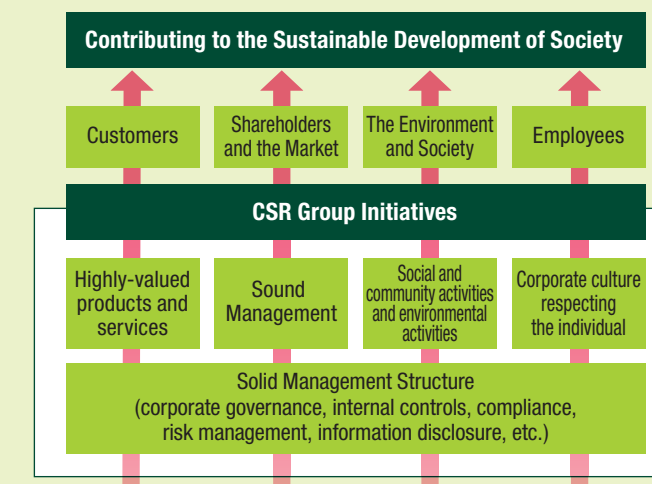 Contributing to the Sustainable Development of Society
Customers
Shareholders
and the Market
The Environment
and Society
Employees
CSR Group Initiatives
Highly-valued
products and
services
Sound
Management
Social and
community activities
and environmental
activities
Corporate culture
respecting
the individual
Solid Management Structure
(corporate governance, internal controls, compliance,
risk management, information disclosure, etc.)